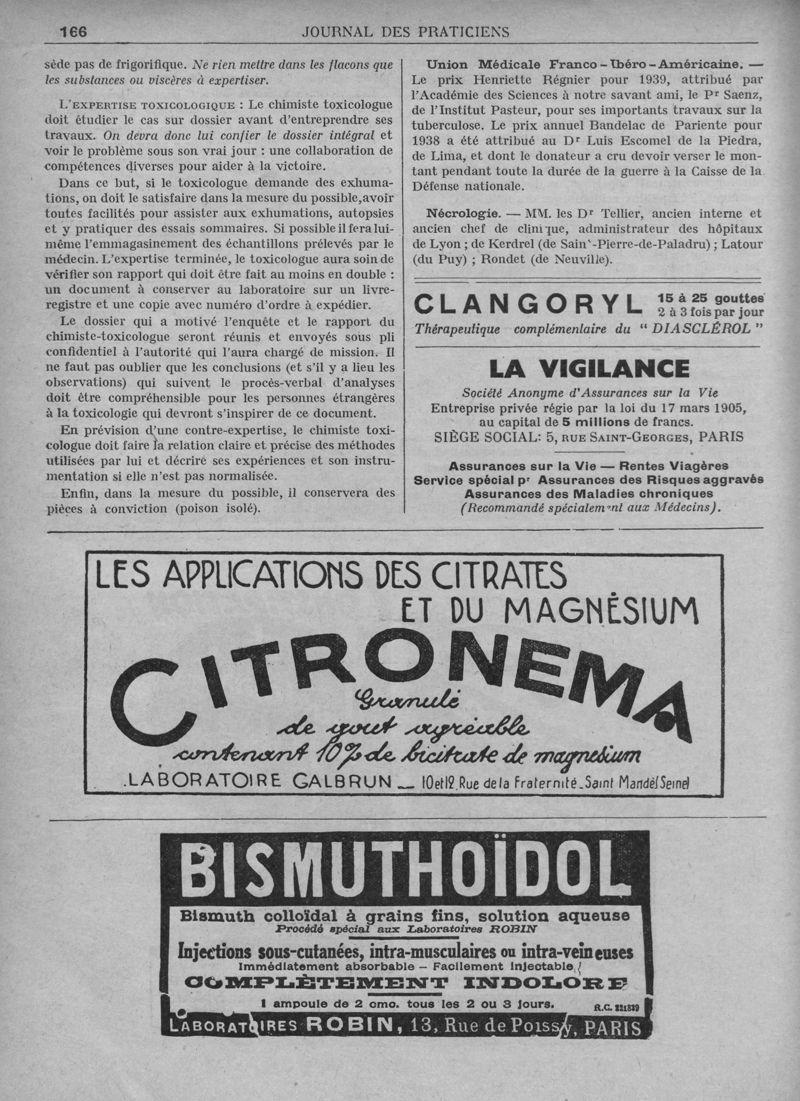 166
JOURNAL DES PRATICIENS
sède pas de frigorifique. Ne rien mettre dans les flacons que
les substances ou viscères à expertiser.
L'EXPERTISE TOXICOLOGIQUE : Le chimiste toxicologue
doit étudier le cas sur dossier avant d'entreprendre ses
travaux. On devra donc lui confier le dossier intégral et
voir le problème sous son vrai jour : une collaboration de
compétences diverses pour aider à la victoire.
Dans ce but, si le toxicologue demande des exhuma-
tions, on doit le satisfaire dans la mesure du possible,avoir
toutes facilités pour assister aux exhumations, autopsies
et y pratiquer des essais sommaires. Si possible il fera lui-
même l'emmagasinement des échantillons prélevés par le
médecin. L'expertise terminée, le toxicologue aura soin de
vérifier son rapport qui doit être fait au moins en double :
un document à conserver au laboratoire sur un livre-
registre et une copie avec numéro d'ordre à expédier.
Le dossier qui a motivé l'enquête et le rapport du
chimiste-toxicologue seront réunis et envoyés sous pli
confidentiel à l'autorité qui l'aura chargé de mission. Il
ne faut pas oublier que les conclusions (et s'il y a lieu les
observations) qui suivent le procès-verbal d'analyses
doit être compréhensible pour les personnes étrangères
à la toxicologie qui devront s'inspirer de ce document.
En prévision d'une contre-expertise, le chimiste toxi-
cologue doit faire la relation claire et précise des méthodes
utilisées par lui et décrire ses expériences et son instru-
mentation si elle n'est pas normalisée.
Enfin, dans la mesure du possible, il conservera des
pièces à conviction (poison isolé).
Union Médicale Franco-Ibéro-Américaine. —
Le prix Henriette Régnier pour 1939, attribué par
l'Académie des Sciences à notre savant ami, le Pr Saenz,
de l'Institut Pasteur, pour ses importants travaux sur la
tuberculose. Le prix annuel Bandelac de Pariente pour
1938 a été attribué au Dr Luis Escomel de la Piedra,
de Lima, et dont le donateur a cru devoir verser le mon-
tant pendant toute la durée de la guerre à la Caisse de la
Défense nationale.
Nécrologie. — MM. les Dr Tellier, ancien interne et
ancien chef de clinique, administrateur des hôpitaux
de Lyon ; de Kerdrel (de Sain'-Pierre-de-Paladru) ; Latour
(du Puy) ; Rondet (de Neuville).
CLANGORYL 15 à 25 gouttes
2 à 3 fois par jour
Thérapeutique complémentaire du " DIASCLÉROL "
LA VIGILANCE
Société Anonyme d'Assurances sur la Vie
Entreprise privée régie par la loi du 17 mars 1905,
au capital de 5 millions de francs.
SIÈGE SOCIAL: 5, RUE SAINT-GEORGES, PARIS
Assurances sur la Vie — Rentes Viagères
Service spécial pr Assurances des Risques aggravés
Assurances des Maladies chroniques
(Recommandé spécialement aux Médecins).
LES APPLICATIONS DES CITRATES
ET DU MAGNÉSIUM
CITRONEMA
Granulé
de gout agréable
contenant 10% de bicitrate de magnesium
.LABORATOIRE GALBRUN _ 10 et 12. Rue de la Fraternité_Saint Mandé(Seine)
BISMUTHOÏDOL
Bismuth colloïdal à grains fins, solution aqueuse
Procédé spécial aux Laboratoires ROBIN
Injections sous-cutanées, intra-musculaires ou intra-veineuses
Immédiatement absorbable – Facilement injectable
COMPLÈTEMENT INDOLORE
1 ampoule de 2 cmc. tous les 2 ou 3 jours.
R.C. 221839
LABORATOIRES ROBIN, 13, Rue de Poissy, PARIS